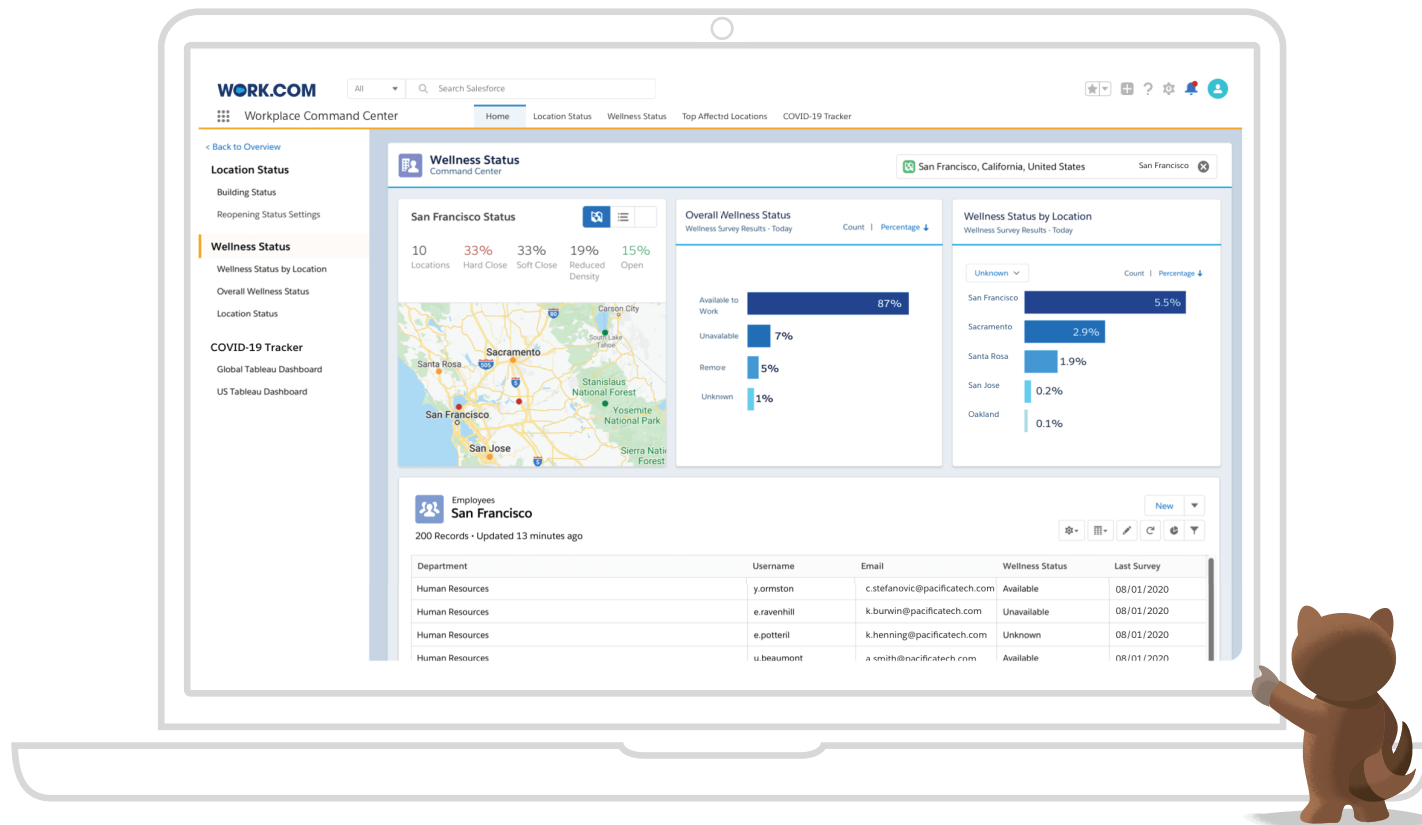 WORK.COM
All
Search Salesforce
Workplace Command Center
Home
Location Status
Wellness Status
Top Affectrd Locations
COVID-19 Tracker
< Back to Overview
Location Status
Building Status
Reopening Status Settings
Wellness Status
Wellness Status by Location
Overall Wellness Status
Location Status
COVID-19 Tracker
Global Tableau Dashboard
US Tableau Dashboard
Wellness Status
Command Center
San Francisco, California, United States
San Francisco
San Francisco Status
10 33% 33% 19% 15%
Locations Hard Close Soft Close Reduced Density Open
Carson City
80
South Lake
Tahoe
Sacramento
Santa Rosa
505
5
Stanislaus
National Forest
San Francisco
Yosemite
National Park
San Jose
5
Sierra Nati
Forest
Overall Wellness Status
Wellness Survey Results - Today
Count | Percentage
Available to
Work
87%
Unavalable 7%
Remote 5%
Unknown 1%
Wellness Status by Location
Wellness Survey Results - Today
Unknown
Count | Percentage
San Francisco 5.5%
Sacramento 2.9%
Santa Rosa 1.9%
San Jose 0.2%
Oakland 0.1%
Employees
San Francisco
New
200 Records • Updated 13 minutes ago
Department Username Email Wellness Status Last Survey
Human Resources y.ormston c.stefanovic@pacificatech.com Available 08/01/2020
Human Resources e.ravenhill k.burwin@pacificatech.com Unavailable 08/01/2020
Human Resources e.potteril k.henning@pacificatech.com Unknown 08/01/2020
Human Resources u.beaumont a.smith@pacificatech.com Available 08/01/2020